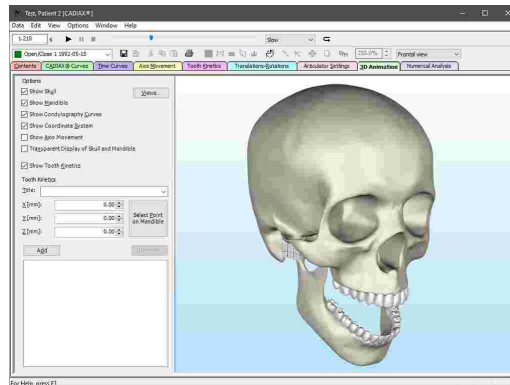 Test, Patient 2 [CADIAX®]
Data Edit View Options Window Help
1-210 s Slow
Open/Close 1 1992-05-15 250.0% Frontal view
Contents CADIAX® Curves Time Curves Axis Movement Tooth Kinetics Translations-Rotations Articulator Settings 3D Animation Numerical Analysis
Options
Show Skull
Views...
Show Mandible
Show Condylography Curves
Show Coordinate System
Show Axis Movement
Transparent Display of Skull and Mandible
Show Tooth Kinetics
Tooth Kinetics
Title:
X [mm]: 0.00
Y [mm]: 0.00
Z [mm]: 0.00
Select Point
on Mandible
Add
For Help, press F1